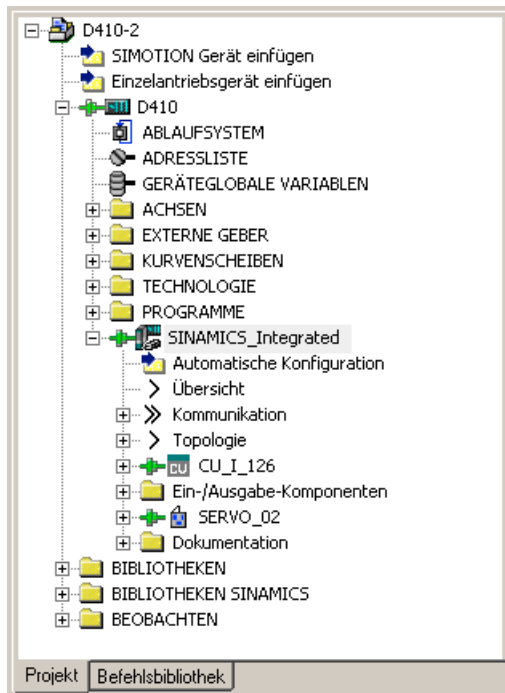 D410-2
SIMOTION Gerät einfügen
Einzelantriebsgerät einfügen
D410
ABLAUFSYSTEM
ADRESSLISTE
GERÄTEGLOBALE VARIABLEN
ACHSEN
EXTERNE GEBER
KURVENSCHEIBEN
TECHNOLOGIE
PROGRAMME
SINAMICS_Integrated
Automatische Konfiguration
Übersicht
Kommunikation
Topologie
CU CU_I_126
Ein-/Ausgabe-Komponenten
SERVO_02
Dokumentation
BIBLIOTHEKEN
BIBLIOTHEKEN SINAMICS
BEOBACHTEN
Projekt Befehlsbibliothek